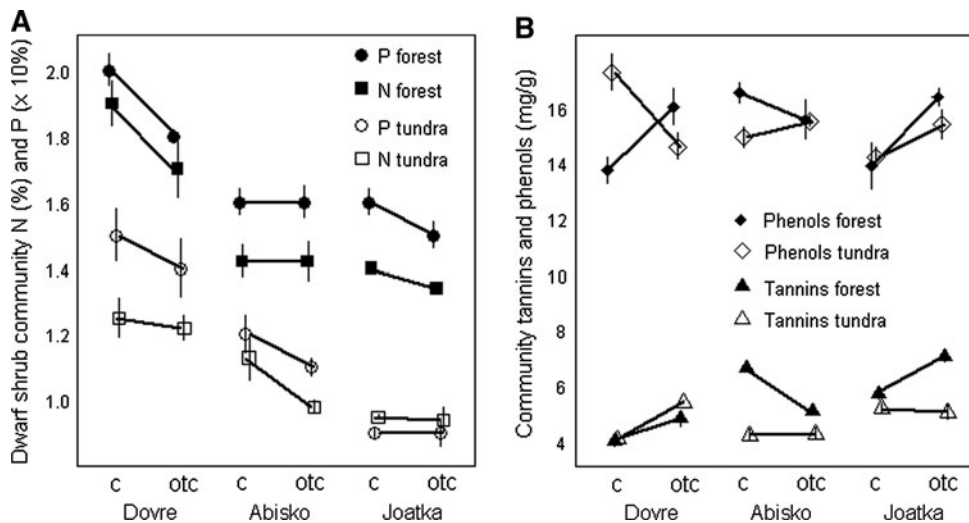 A
Dwarf shrub community N (%) and P (x 10%)
2.0
1.8
1.6
1.4
1.2
1.0
P forest
N forest
P tundra
N tundra
c otc c otc c otc
Dovre Abisko Joatka
B
Community tannins and phenols (mg/g)
16
14
12
10
8
6
4
Phenols forest
Phenols tundra
Tannins forest
Tannins tundra
c otc c otc c otc
Dovre Abisko Joatka